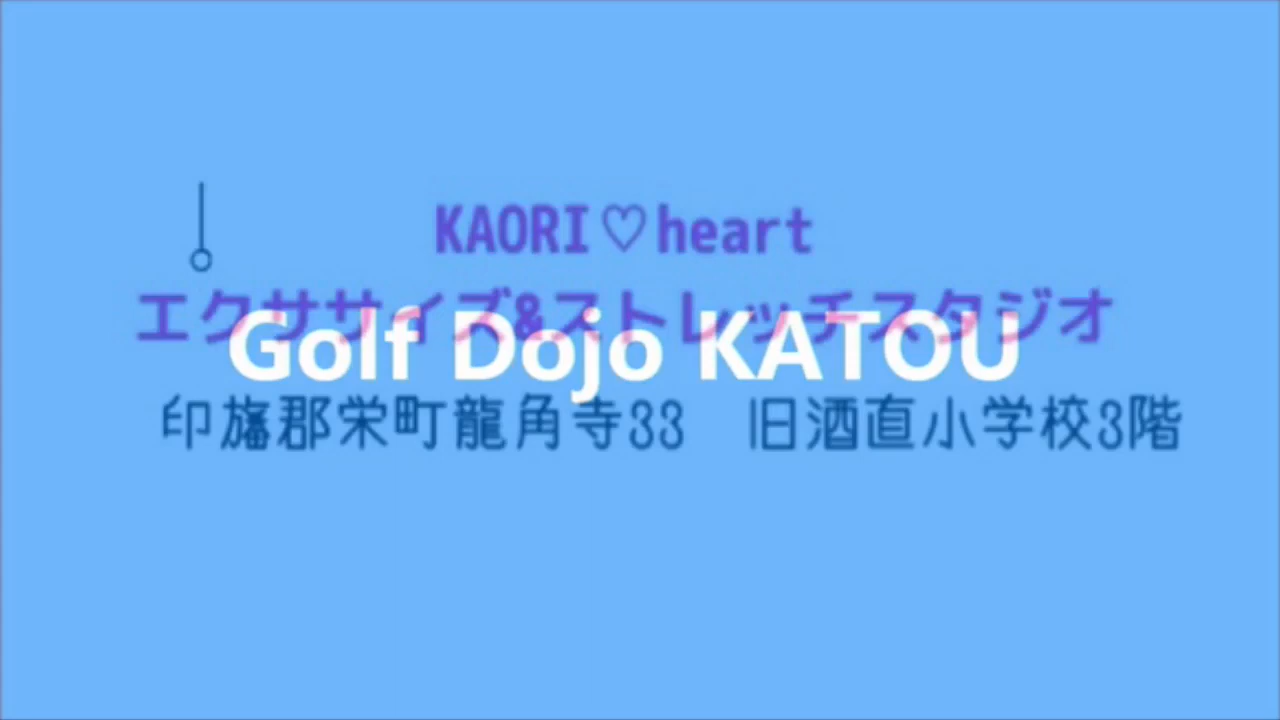 KAORI♡heart
エクササイズ&ストレッチスタジオ
Golf Dojo KATOU
印旛郡栄町龍角寺33　旧酒直小学校3階